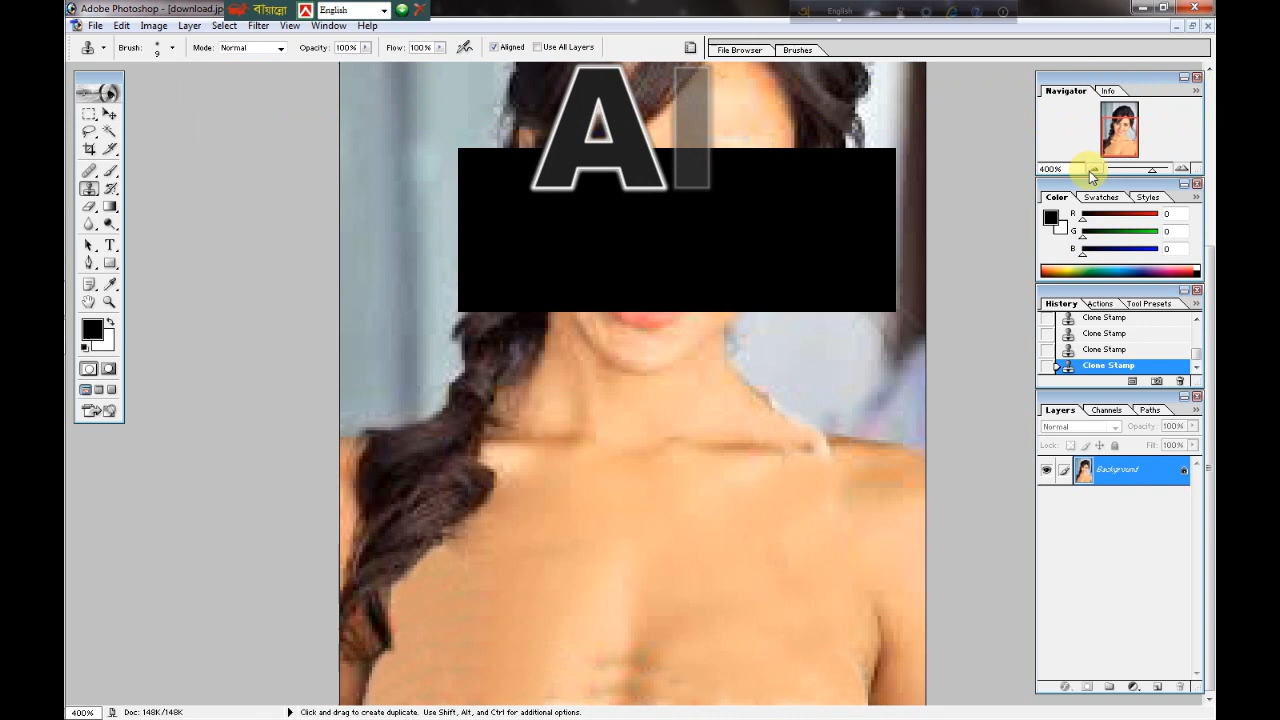 Adobe Photoshop - [download.jp
বায়ান্নো
English
English
File Edit Image Layer Select Filter View Window Help
Brush: 9 Mode: Normal Opacity: 100% Flow: 100% Aligned Use All Layers File Browser Brushes
AI
Navigator Info
400%
Color Swatches Styles
R 0
G 0
B 0
History Actions Tool Presets
Clone Stamp
Clone Stamp
Clone Stamp
Clone Stamp
Layers Channels Paths
Normal Opacity: 100%
Lock: Fill: 100%
Background
400% Doc: 148K/148K Click and drag to create duplicate. Use Shift, Alt, and Ctrl for additional options.